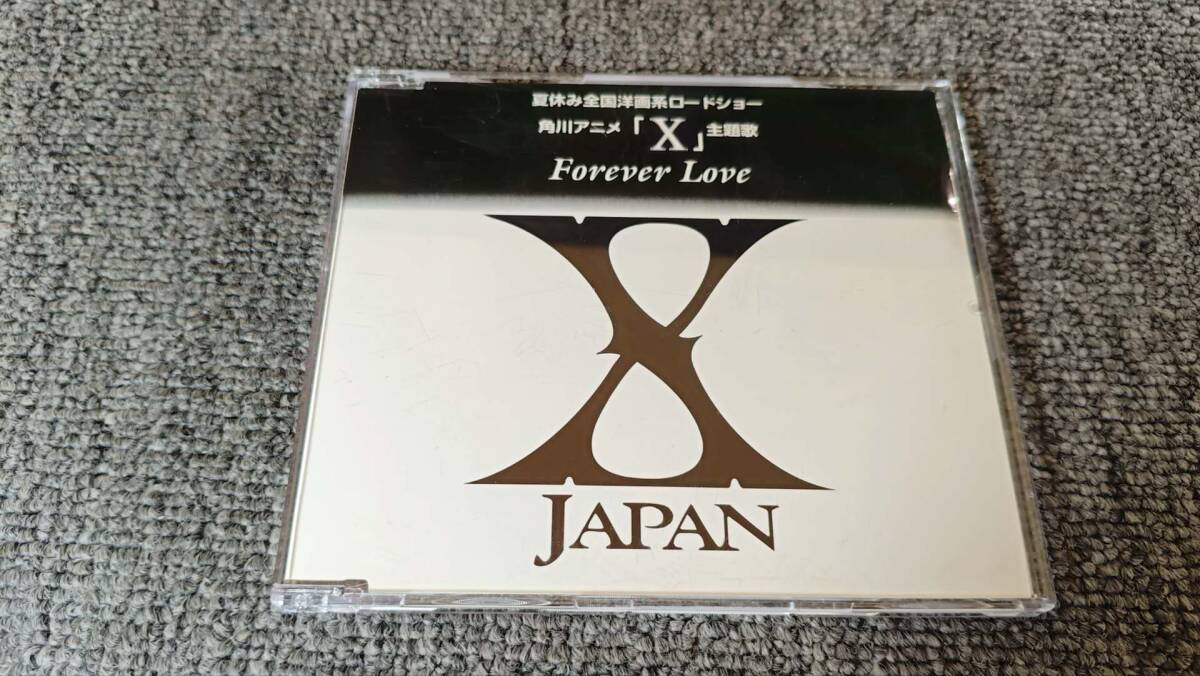 夏休み全国洋画系ロードショー
角川アニメ「X」主題歌
Forever Love
X
JAPAN